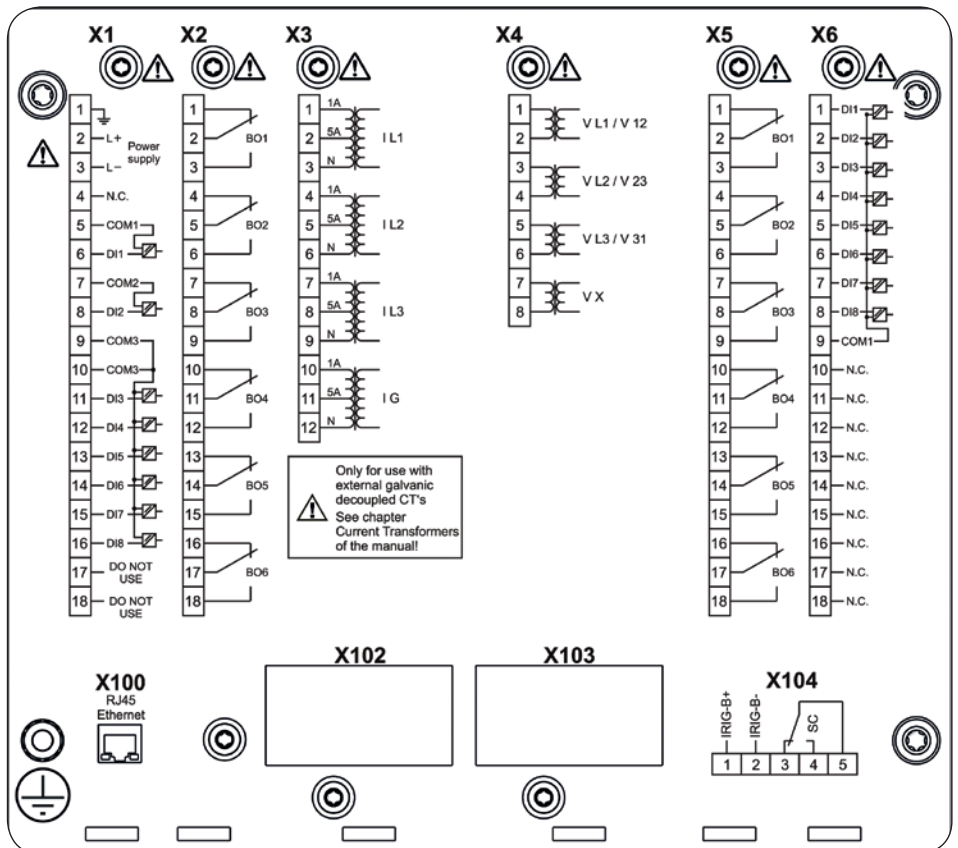 X1
X2
X3
X4
X5
X6
1
2 L+
Power
supply
3 L−
4 N.C.
5 COM1
6 DI1
7 COM2
8 DI2
9 COM3
10 COM3
11 DI3
12 DI4
13 DI5
14 DI6
15 DI7
16 DI8
17 DO NOT
USE
18 DO NOT
USE
1
2 BO1
3
4
5 BO2
6
7
8 BO3
9
10
11 BO4
12
13
14 BO5
15
16
17 BO6
18
1 1A
2 5A I L1
3 N
4 1A
5 5A I L2
6 N
7 1A
8 5A I L3
9 N
10 1A
11 5A I G
12 N
Only for use with
external galvanic
decoupled CT's
See chapter
Current Transformers
of the manual!
1
V L1 / V 12
2
3
V L2 / V 23
4
5
V L3 / V 31
6
7
V X
8
1
2 BO1
3
4
5 BO2
6
7
8 BO3
9
10
11 BO4
12
13
14 BO5
15
16
17 BO6
18
1 DI1
2 DI2
3 DI3
4 DI4
5 DI5
6 DI6
7 DI7
8 DI8
9 COM1
10 N.C.
11 N.C.
12 N.C.
13 N.C.
14 N.C.
15 N.C.
16 N.C.
17 N.C.
18 N.C.
X100
RJ45
Ethernet
X102
X103
X104
IRIG-B+
IRIG-B-
SC
1 2 3 4 5